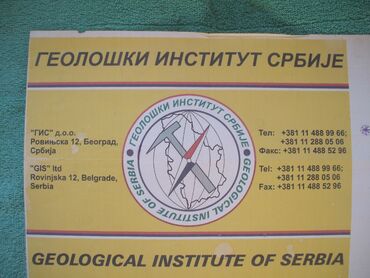 ГЕОЛОШКИ ИНСТИТУТ СРБИЈЕ
"ГИС" д.о.о.
Ровињска 12, Београд,
Србија
"GIS" ltd
Rovinjska 12, Belgrade,
Serbia
ГЕОЛОШКИ ИНСТИТУТ СРБИЈЕ
GEOLOGICAL INSTITUTE OF SERBIA
Тел: +381 11 488 99 66;
+381 11 288 05 06
Факс: +381 11 488 52 96
Tel: +381 11 488 99 66;
+381 11 288 05 06
Fax: +381 11 488 52 96
GEOLOGICAL INSTITUTE OF SERBIA